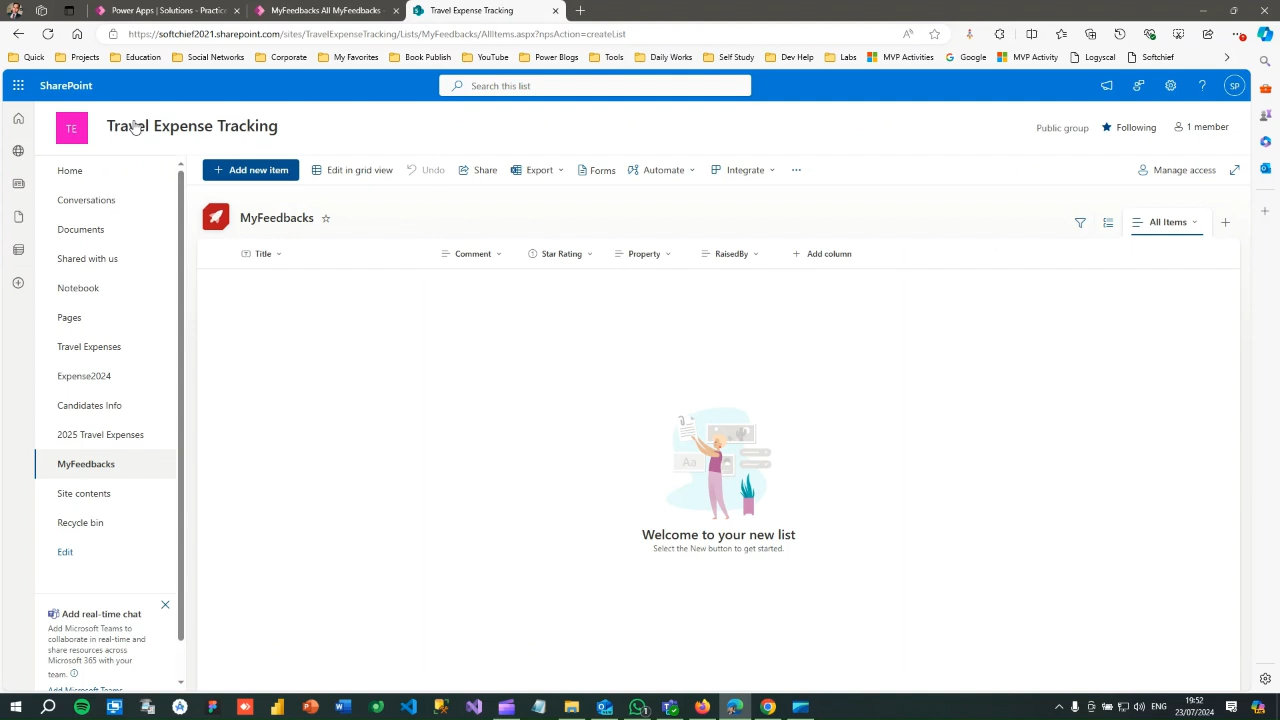 Power Apps | Solutions - Practice
MyFeedbacks All MyFeedbacks
Travel Expense Tracking
https://softchief2021.sharepoint.com/sites/TravelExpenseTracking/Lists/MyFeedbacks/AllItems.aspx?npsAction=createList
Quick
Projects
Education
Social Networks
Corporate
My Favorites
Book Publish
YouTube
Power Blogs
Tools
Daily Works
Self Study
Dev Help
Labs
MVP Activities
Google
MVP Activity
Logysal
Softchief
SharePoint
Search this list
SP
TE
Travel Expense Tracking
Public group
Following
1 member
Home
Conversations
Documents
Shared with us
Notebook
Pages
Travel Expenses
Expense2024
Candidates Info
2025 Travel Expenses
MyFeedbacks
Site contents
Recycle bin
Edit
Add real-time chat
Add Microsoft Teams to
collaborate in real-time and
share resources across
Microsoft 365 with your
team.
Add Microsoft Teams
Add new item
Edit in grid view
Undo
Share
Export
Forms
Automate
Integrate
Manage access
MyFeedbacks
All Items
Title
Comment
Star Rating
Property
RaisedBy
Add column
Aa
Welcome to your new list
Select the New button to get started.
ENG
19:52
23/07/2024